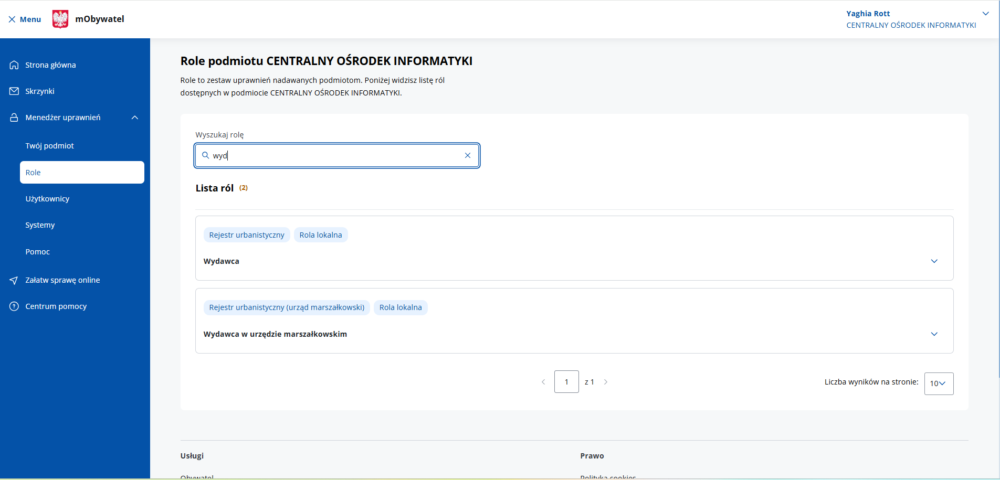 Menu
mObywatel
Yaghia Rott
CENTRALNY OŚRODEK INFORMATYKI
Strona główna
Skrzynki
Menedżer uprawnień
Twój podmiot
Role
Użytkownicy
Systemy
Pomoc
Załatw sprawę online
Centrum pomocy
Role podmiotu CENTRALNY OŚRODEK INFORMATYKI
Role to zestaw uprawnień nadawanych podmiotom. Poniżej widzisz listę ról
dostępnych w podmiocie CENTRALNY OŚRODEK INFORMATYKI.
Wyszukaj rolę
wyd
Lista ról (2)
Rejestr urbanistyczny Rola lokalna
Wydawca
Rejestr urbanistyczny (urząd marszałkowski) Rola lokalna
Wydawca w urzędzie marszałkowskim
1 z 1
Liczba wyników na stronie: 10
Usługi
Prawo
Obywatel
Polityka cookies